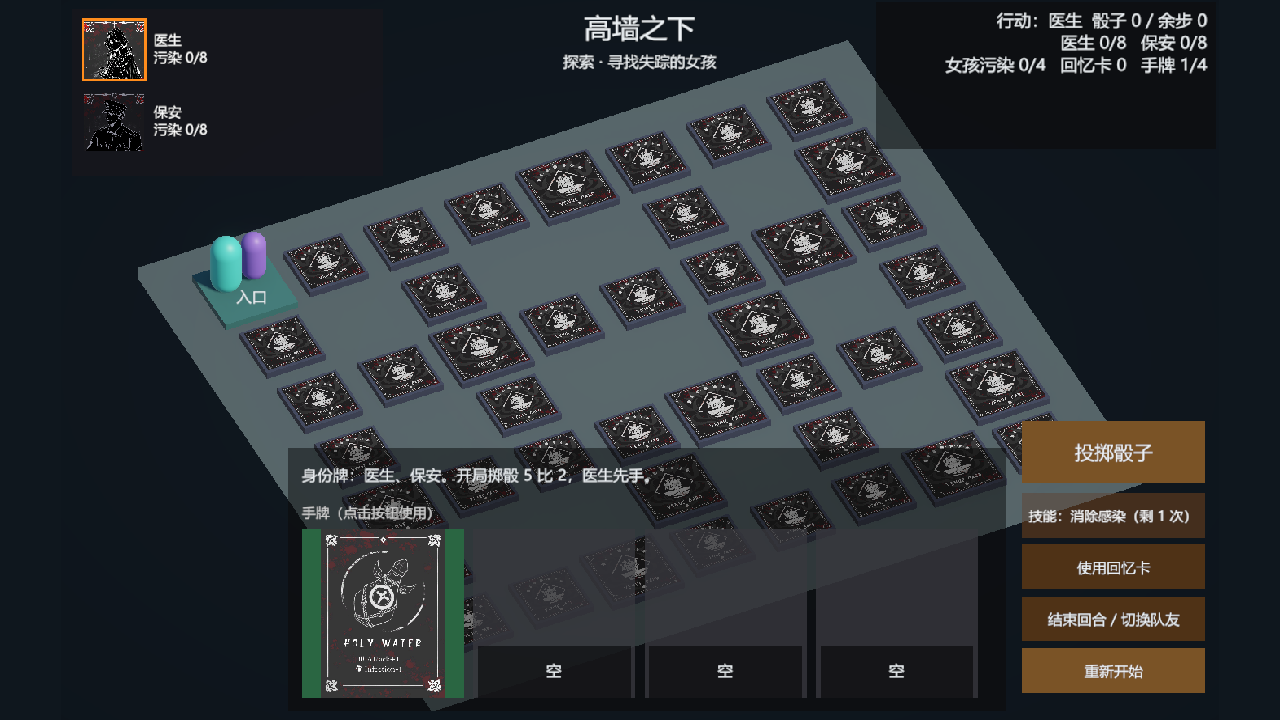 高墙之下
探索 · 寻找失踪的女孩
医生
污染 0/8
保安
污染 0/8
行动：医生 骰子 0 / 余步 0
医生 0/8 保安 0/8
女孩污染 0/4 回忆卡 0 手牌 1/4
入口
身份牌：医生、保安。开局掷骰 5 比 2，医生先手。
手牌（点击按钮使用）
HOLY WATER
空
空
空
投掷骰子
技能：消除感染（剩 1 次）
使用回忆卡
结束回合 / 切换队友
重新开始